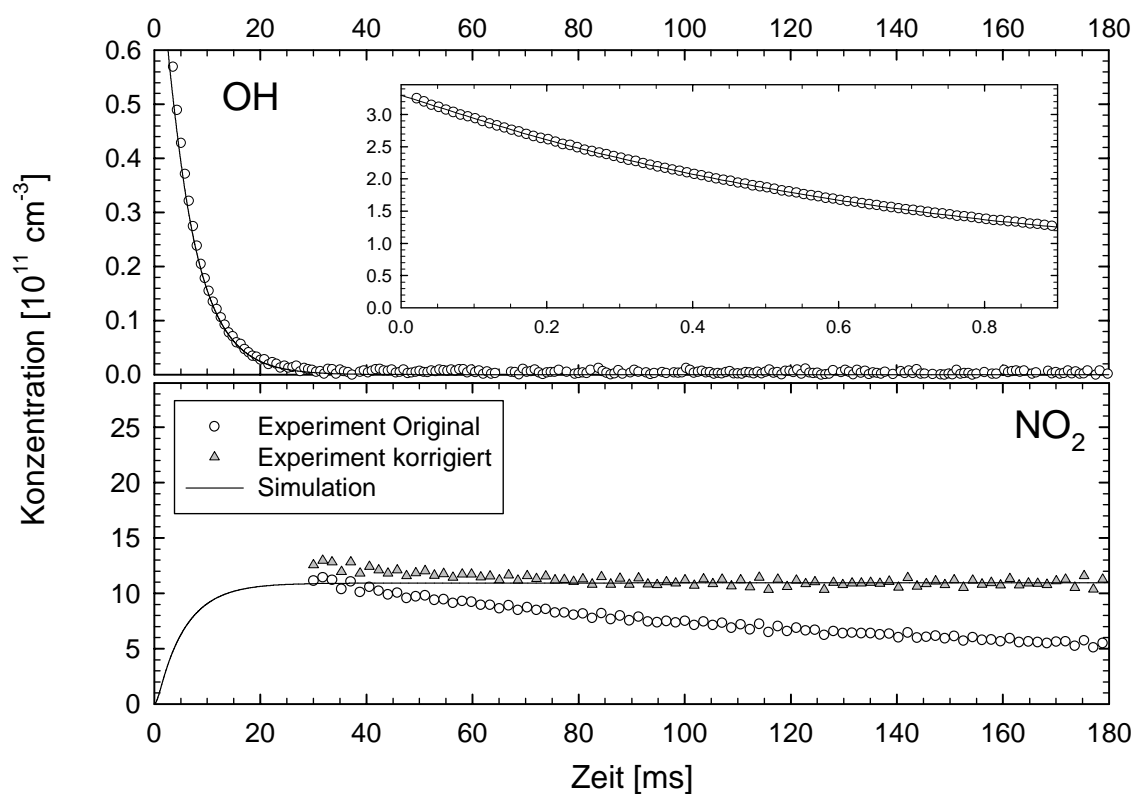 0 20 40 60 80 100 120 140 160 180
0.6
0.5
0.4
0.3
0.2
0.1
0.0
OH
3.0
2.5
2.0
1.5
1.0
0.5
0.0
0.0 0.2 0.4 0.6 0.8
Konzentration [10¹¹ cm⁻³]
25
20
15
10
5
0
Experiment Original
Experiment korrigiert
Simulation
NO₂
0 20 40 60 80 100 120 140 160 180
Zeit [ms]